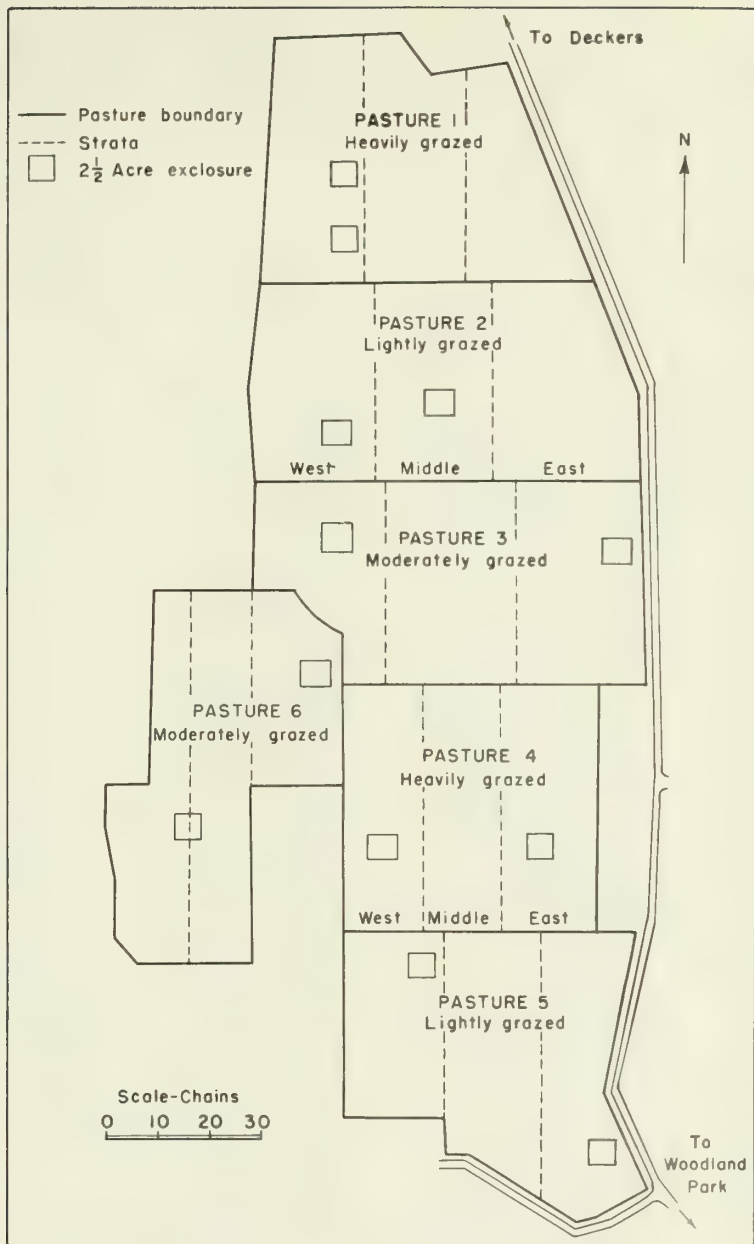 To Deckers
Pasture boundary
Strata
2 1/2 Acre exclosure
N
PASTURE 1
Heavily grazed
PASTURE 2
Lightly grazed
West Middle East
PASTURE 3
Moderately grazed
PASTURE 6
Moderately grazed
PASTURE 4
Heavily grazed
West Middle East
PASTURE 5
Lightly grazed
Scale-Chains
0 10 20 30
To
Woodland
Park